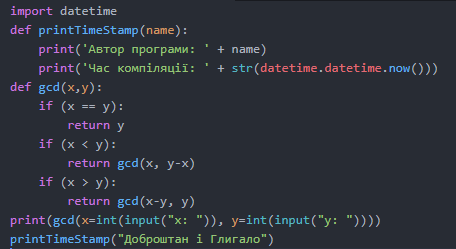 import datetime
def printTimeStamp(name):
    print('Автор програми: ' + name)
    print('Час компіляції: ' + str(datetime.datetime.now()))
def gcd(x,y):
    if (x == y):
        return y
    if (x < y):
        return gcd(x, y-x)
    if (x > y):
        return gcd(x-y, y)
print(gcd(x=int(input("x: ")), y=int(input("y: "))))
printTimeStamp("Доброштан і Глигало")